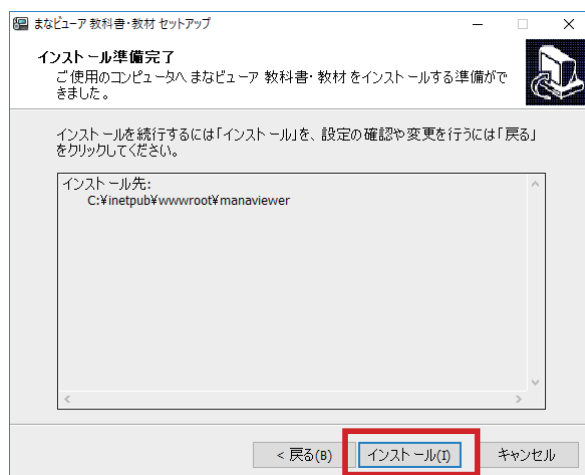 まなビューア 教科書・教材 セットアップ
インストール準備完了
ご使用のコンピュータへ まなビューア 教科書・教材 をインストールする準備がで
きました。
インストールを続行するには「インストール」を、設定の確認や変更を行うには「戻る」
をクリックしてください。
インストール先:
C:¥inetpub¥wwwroot¥manaviewer
< 戻る(B)
インストール(I)
キャンセル